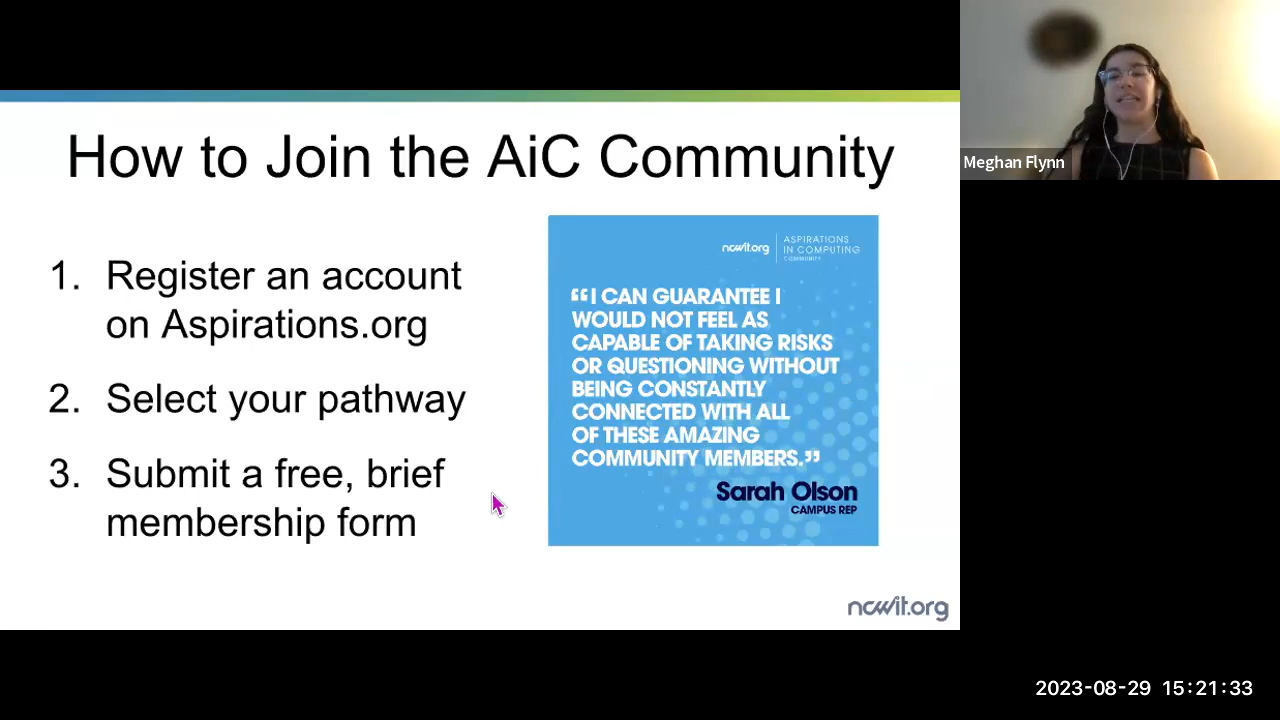 How to Join the AiC Community
1. Register an account
on Aspirations.org
2. Select your pathway
3. Submit a free, brief
membership form
ncwit.org
ASPIRATIONS
IN COMPUTING
COMMUNITY
“I CAN GUARANTEE I
WOULD NOT FEEL AS
CAPABLE OF TAKING RISKS
OR QUESTIONING WITHOUT
BEING CONSTANTLY
CONNECTED WITH ALL
OF THESE AMAZING
COMMUNITY MEMBERS.”
Sarah Olson
CAMPUS REP
ncwit.org
Meghan Flynn
2023-08-29 15:21:33